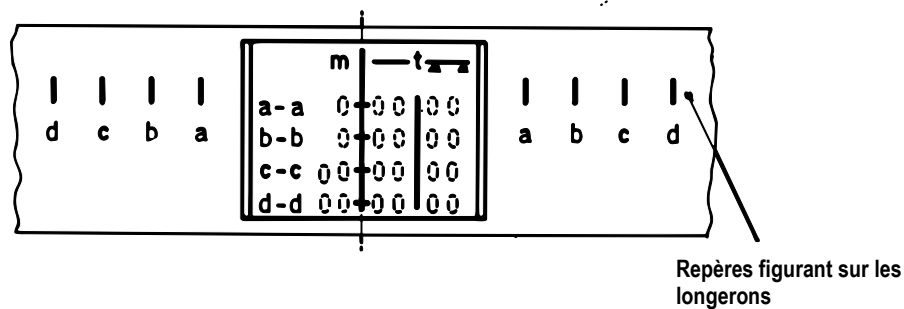 m t
a-a 0 00 00
b-b 0 00 00
c-c 00 00 00
d-d 00 00 00
d c b a
a b c d
Repères figurant sur les
longerons